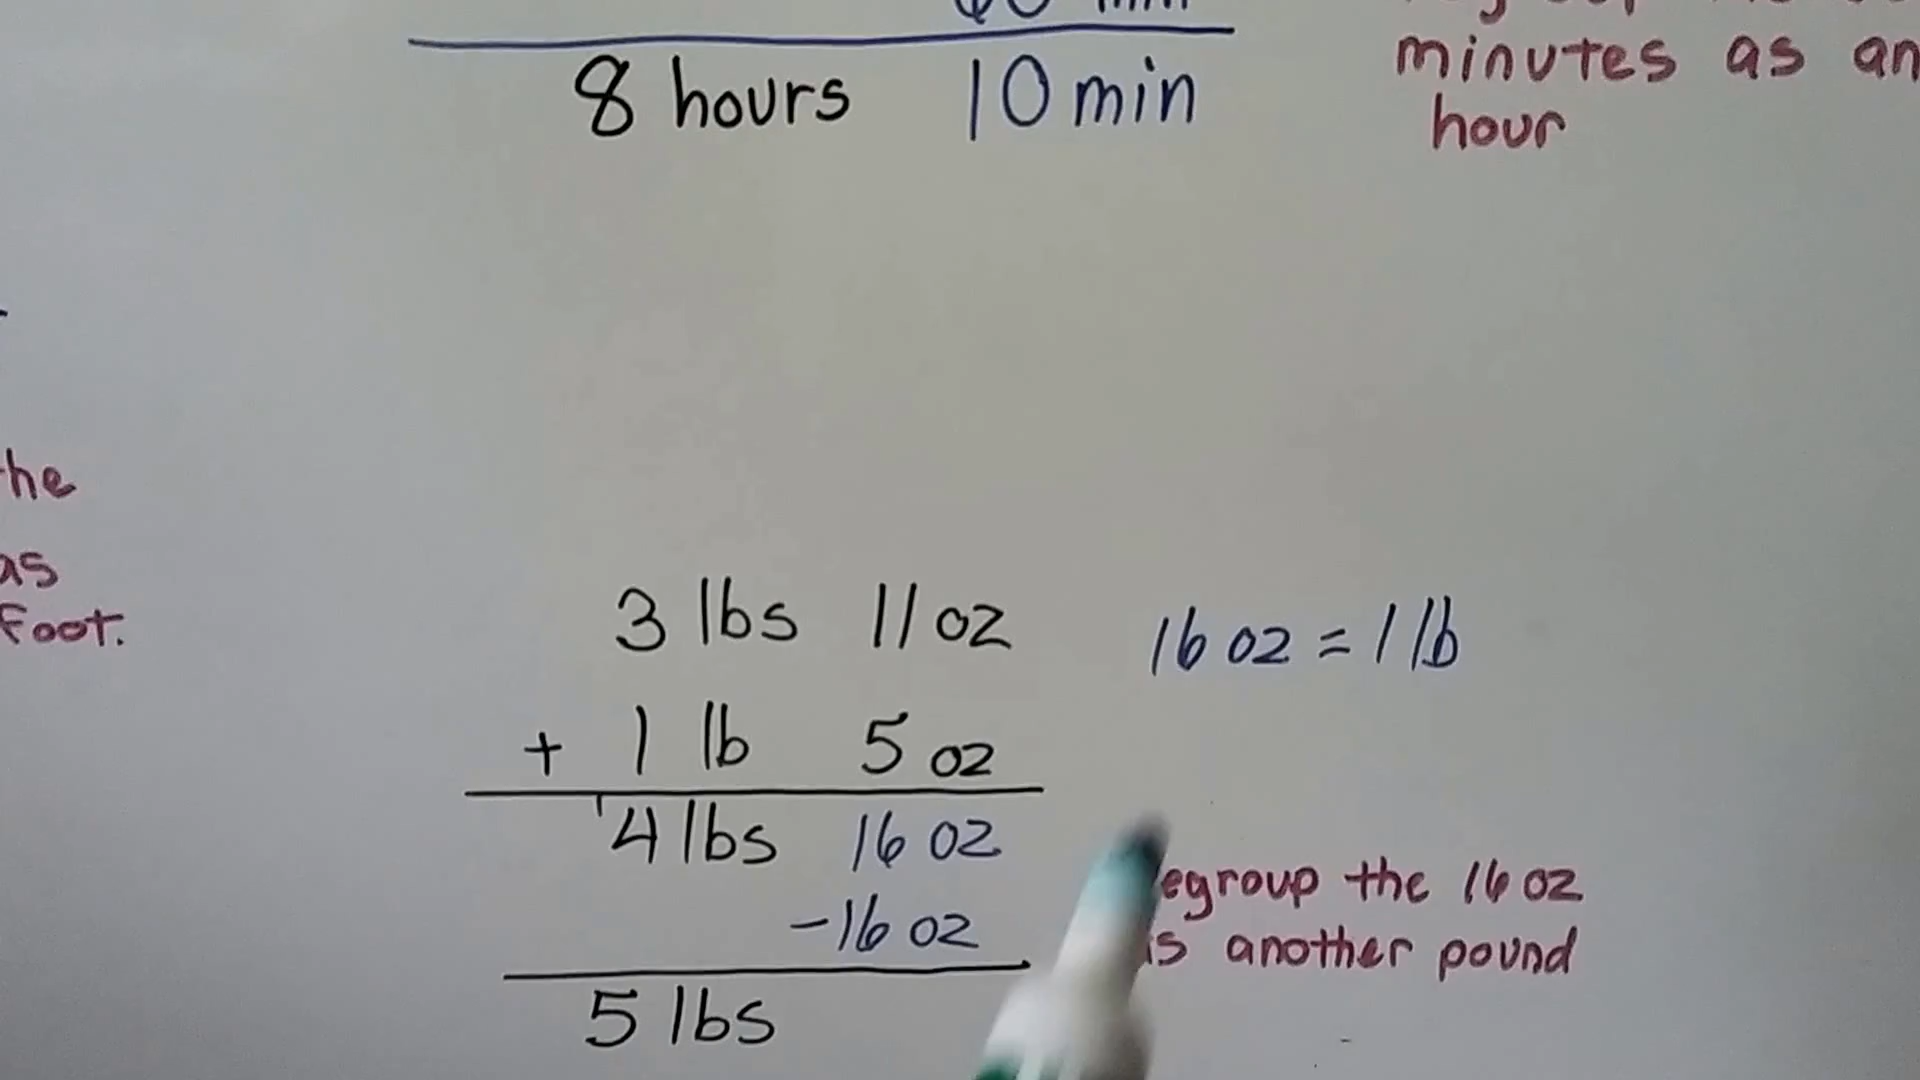 8 hours 10 min
minutes as an
hour
he
as
foot.
3 lbs 11 oz
16 oz = 1 lb
+ 1 lb 5 oz
'4 lbs 16 oz
-16 oz
5 lbs
egroup the 16 oz
is another pound